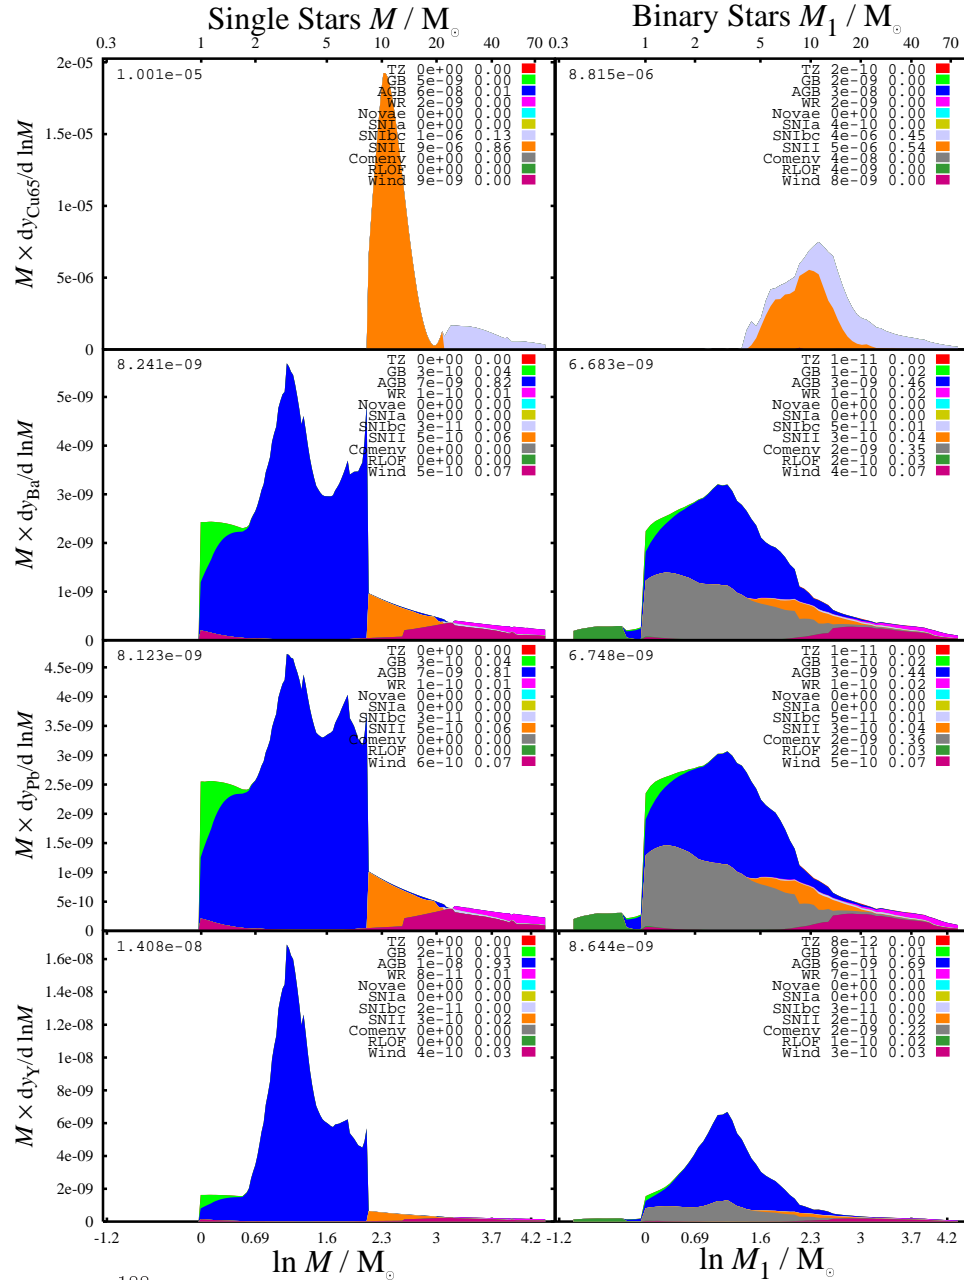 Single Stars M / M☉
Binary Stars M1 / M☉
0.3 1 2 5 10 20 40 70
0.3 1 2 5 10 20 40 70
M × dyCu65/d lnM
2e-05
1.5e-05
1e-05
5e-06
0
1.001e-05
TZ 0e+00 0.00
GB 5e-09 0.00
AGB 6e-08 0.01
WR 2e-09 0.00
Novae 0e+00 0.00
SNIa 0e+00 0.00
SNIbc 1e-06 0.13
SNII 9e-06 0.86
Comenv 0e+00 0.00
RLOF 0e+00 0.00
Wind 9e-09 0.00
8.815e-06
TZ 2e-10 0.00
GB 2e-09 0.00
AGB 3e-08 0.00
WR 2e-09 0.00
Novae 0e+00 0.00
SNIa 4e-10 0.00
SNIbc 4e-06 0.45
SNII 5e-06 0.54
Comenv 4e-08 0.00
RLOF 4e-09 0.00
Wind 8e-09 0.00
M × dyBa/d lnM
5e-09
4e-09
3e-09
2e-09
1e-09
0
8.241e-09
TZ 0e+00 0.00
GB 3e-10 0.04
AGB 7e-09 0.82
WR 1e-10 0.01
Novae 0e+00 0.00
SNIa 0e+00 0.00
SNIbc 3e-11 0.00
SNII 5e-10 0.06
Comenv 0e+00 0.00
RLOF 0e+00 0.00
Wind 5e-10 0.07
6.683e-09
TZ 1e-11 0.00
GB 1e-10 0.02
AGB 3e-09 0.46
WR 1e-10 0.02
Novae 0e+00 0.00
SNIa 0e+00 0.00
SNIbc 5e-11 0.01
SNII 3e-10 0.04
Comenv 2e-09 0.35
RLOF 2e-10 0.03
Wind 4e-10 0.07
M × dyPb/d lnM
4.5e-09
4e-09
3.5e-09
3e-09
2.5e-09
2e-09
1.5e-09
1e-09
5e-10
0
8.123e-09
TZ 0e+00 0.00
GB 3e-10 0.04
AGB 7e-09 0.81
WR 1e-10 0.01
Novae 0e+00 0.00
SNIa 0e+00 0.00
SNIbc 3e-11 0.00
SNII 5e-10 0.06
Comenv 0e+00 0.00
RLOF 0e+00 0.00
Wind 6e-10 0.07
6.748e-09
TZ 1e-11 0.00
GB 1e-10 0.02
AGB 3e-09 0.44
WR 1e-10 0.02
Novae 0e+00 0.00
SNIa 0e+00 0.00
SNIbc 5e-11 0.01
SNII 3e-10 0.04
Comenv 2e-09 0.36
RLOF 2e-10 0.03
Wind 5e-10 0.07
M × dyY/d lnM
1.6e-08
1.4e-08
1.2e-08
1e-08
8e-09
6e-09
4e-09
2e-09
0
1.408e-08
TZ 0e+00 0.00
GB 2e-10 0.01
AGB 1e-08 0.93
WR 8e-11 0.01
Novae 0e+00 0.00
SNIa 0e+00 0.00
SNIbc 2e-11 0.00
SNII 3e-10 0.02
Comenv 0e+00 0.00
RLOF 0e+00 0.00
Wind 4e-10 0.03
8.644e-09
TZ 8e-12 0.00
GB 9e-11 0.01
AGB 6e-09 0.69
WR 7e-11 0.01
Novae 0e+00 0.00
SNIa 0e+00 0.00
SNIbc 3e-11 0.00
SNII 2e-10 0.02
Comenv 2e-09 0.22
RLOF 1e-10 0.02
Wind 3e-10 0.03
-1.2 0 0.69 1.6 2.3 3 3.7 4.2
-1.2 0 0.69 1.6 2.3 3 3.7 4.2
ln M / M☉
ln M1 / M☉